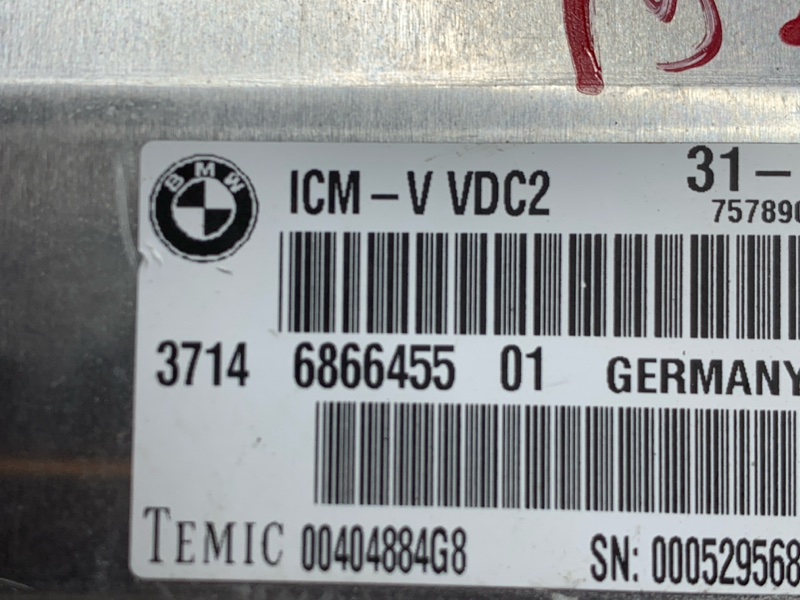 BMW
ICM-V VDC2 31-
757890
3714 6866455 01 GERMANY
TEMIC 00404884G8 SN: 000529568